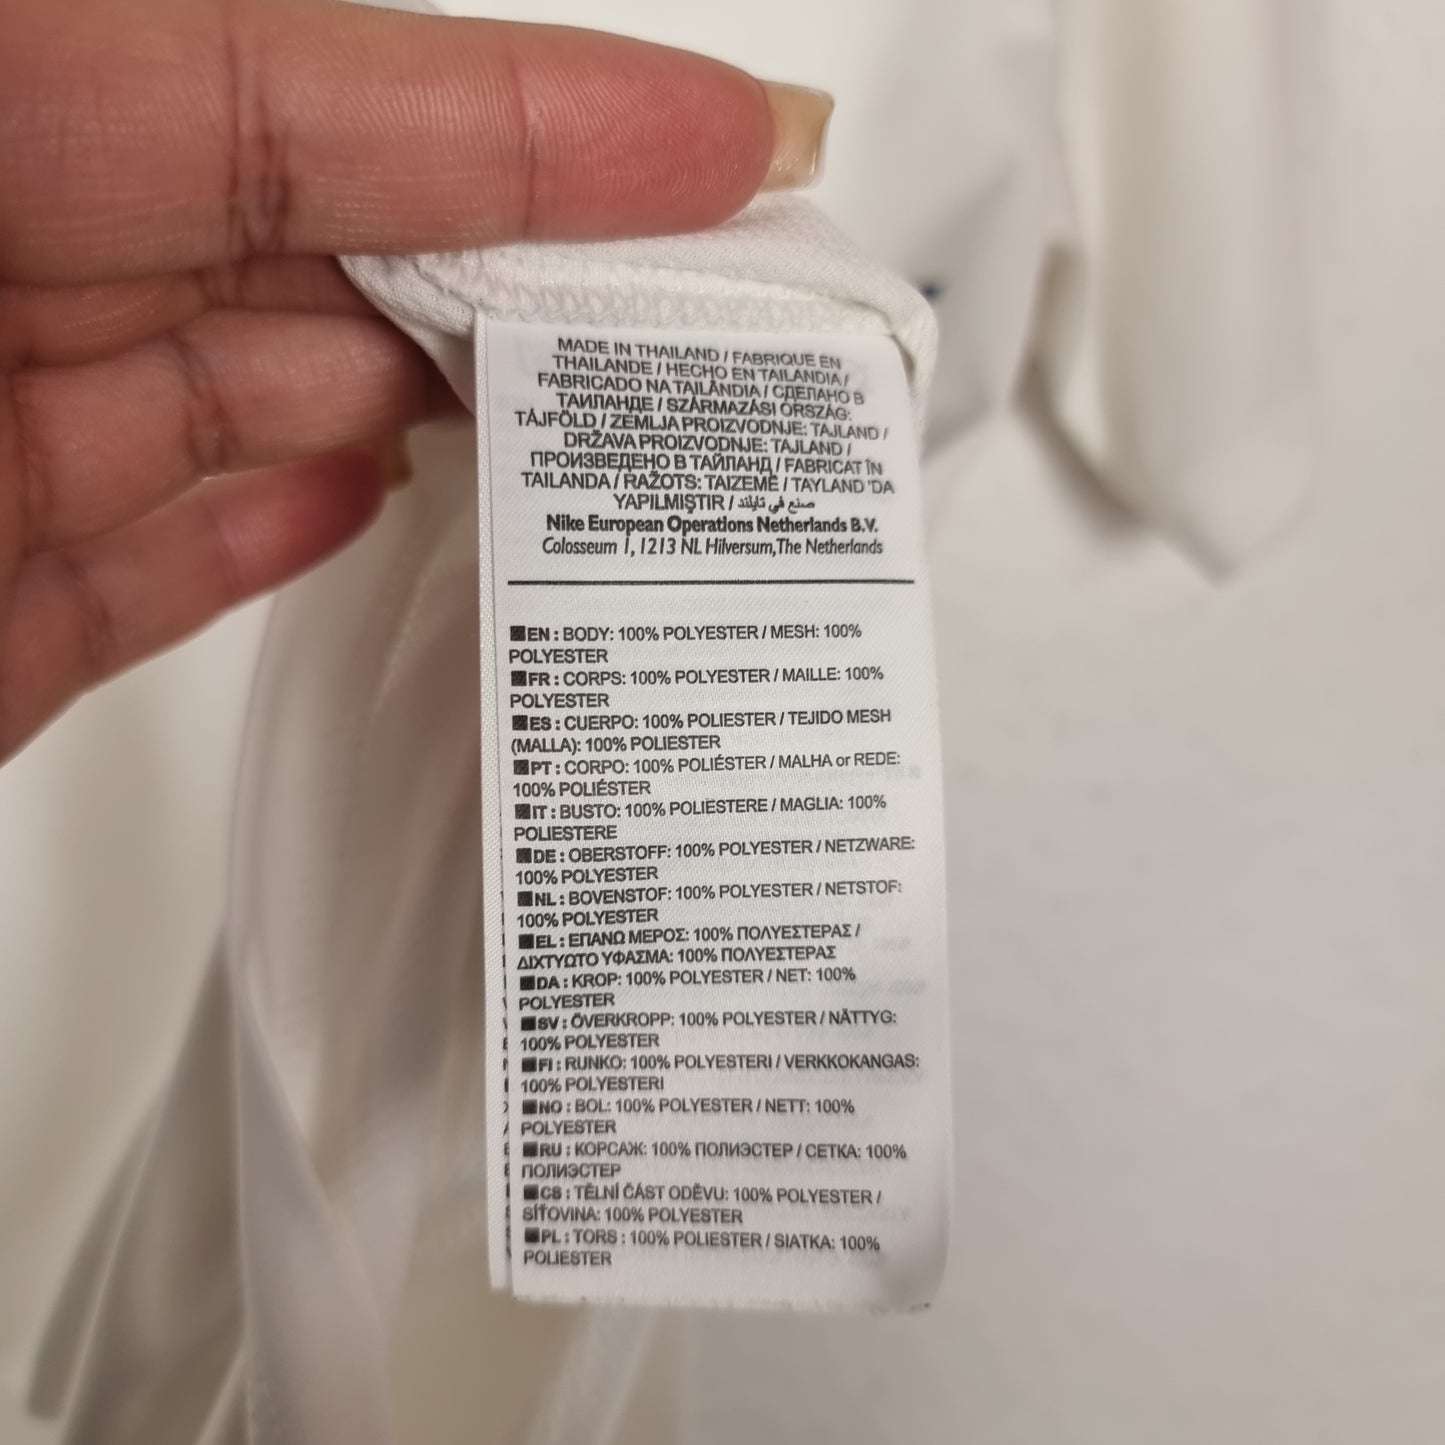 MADE IN THAILAND / FABRIQUE EN
THAILANDE / HECHO EN TAILANDIA /
FABRICADO NA TAILÂNDIA / СДЕЛАНО В
ТАИЛАНДЕ / SZÁRMAZÁSI ORSZÁG:
TÁJFÖLD / ZEMLJA PROIZVODNJE: TAJLAND /
DRŽAVA PROIZVODNJE: TAJLAND /
ПРОИЗВЕДЕНО В ТАЙЛАНД / FABRICAT ÎN
TAILANDA / RAŽOTS: TAIZEMĒ / TAYLAND 'DA
YAPILMIŞTIR / صنع في تايلند
Nike European Operations Netherlands B.V.
Colosseum 1, 1213 NL Hilversum, The Netherlands
EN : BODY: 100% POLYESTER / MESH: 100%
POLYESTER
FR : CORPS: 100% POLYESTER / MAILLE: 100%
POLYESTER
ES : CUERPO: 100% POLIESTER / TEJIDO MESH
(MALLA): 100% POLIESTER
PT : CORPO: 100% POLIÉSTER / MALHA or REDE:
100% POLIÉSTER
IT : BUSTO: 100% POLIESTERE / MAGLIA: 100%
POLIESTERE
DE : OBERSTOFF: 100% POLYESTER / NETZWARE:
100% POLYESTER
NL : BOVENSTOF: 100% POLYESTER / NETSTOF:
100% POLYESTER
EL : ΕΠΑΝΩ ΜΕΡΟΣ: 100% ΠΟΛΥΕΣΤΕΡΑΣ /
ΔΙΧΤΥΩΤΟ ΥΦΑΣΜΑ: 100% ΠΟΛΥΕΣΤΕΡΑΣ
DA : KROP: 100% POLYESTER / NET: 100%
POLYESTER
SV : ÖVERKROPP: 100% POLYESTER / NÄTTYG:
100% POLYESTER
FI : RUNKO: 100% POLYESTERI / VERKKOKANGAS:
100% POLYESTERI
NO : BOL: 100% POLYESTER / NETT: 100%
POLYESTER
RU : КОРСАЖ: 100% ПОЛИЭСТЕР / СЕТКА: 100%
ПОЛИЭСТЕР
CS : TĚLNÍ ČÁST ODĚVU: 100% POLYESTER /
SÍŤOVINA: 100% POLYESTER
PL : TORS : 100% POLIESTER / SIATKA: 100%
POLIESTER